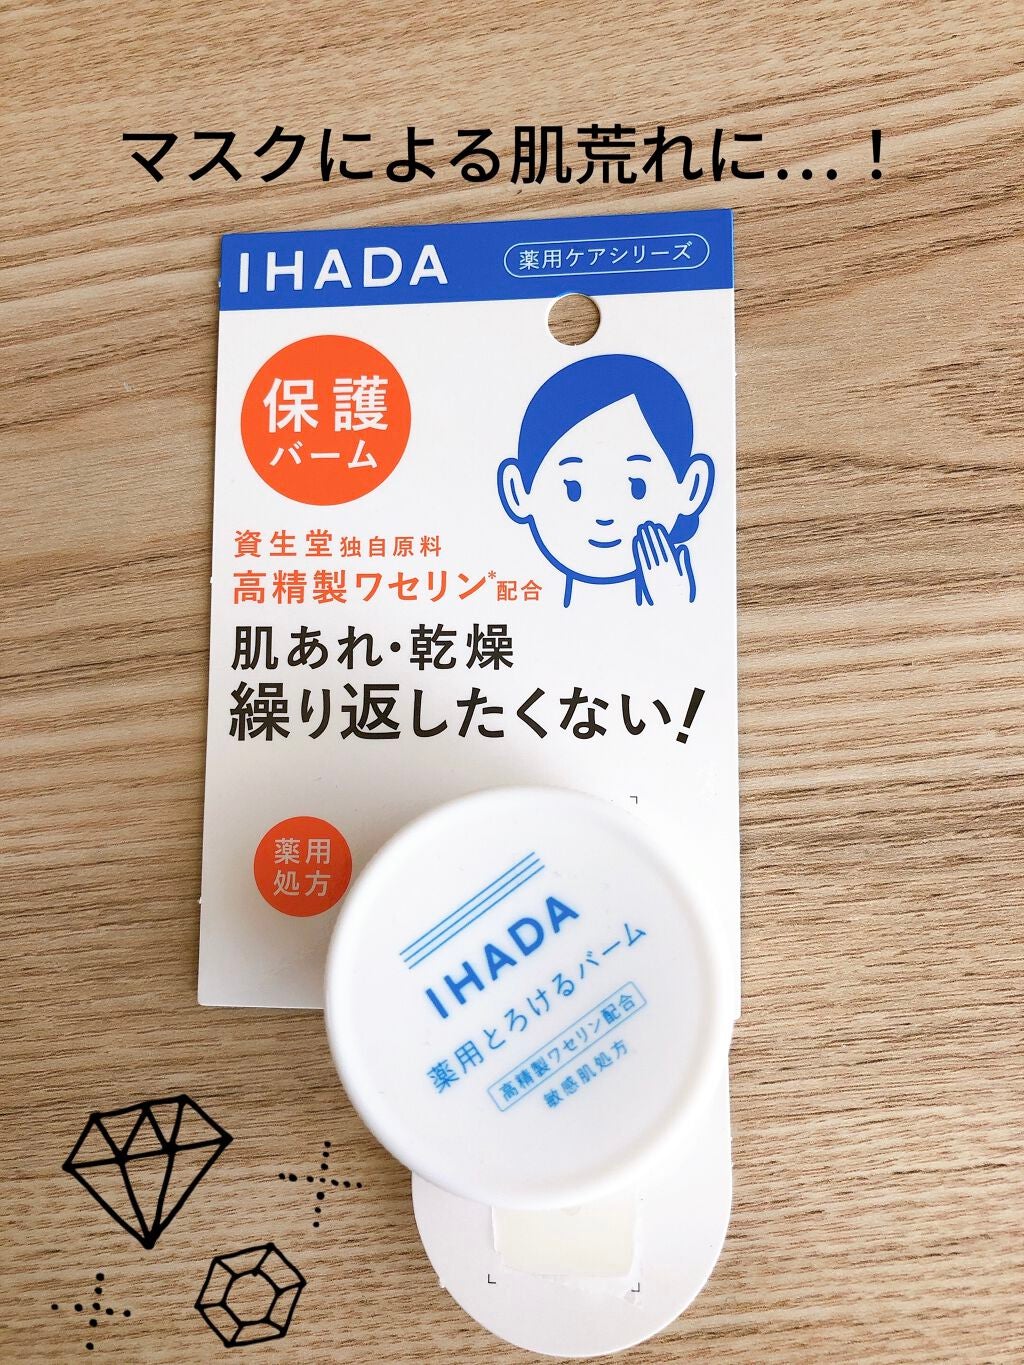 マスクによる肌荒れに…！
IHADA
薬用ケアシリーズ
保護
バーム
資生堂独自原料
高精製ワセリン*配合
肌あれ・乾燥
繰り返したくない！
薬用
処方
IHADA
薬用とろけるバーム
高精製ワセリン配合
敏感肌処方